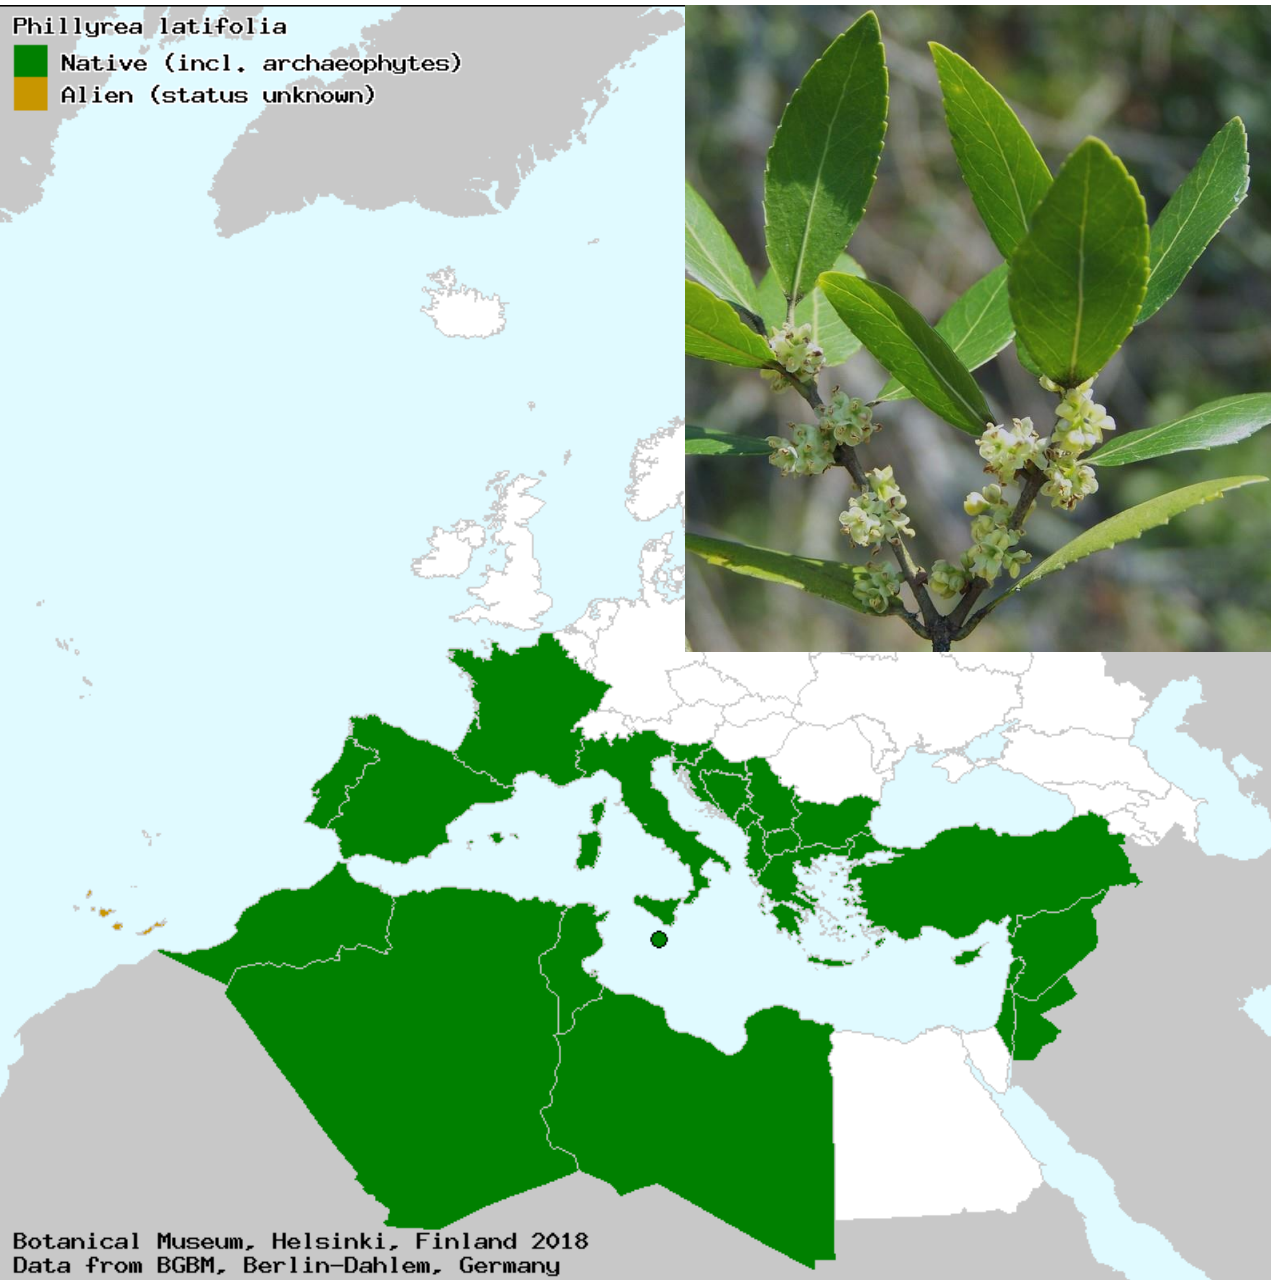 Phillyrea latifolia
Native (incl. archaeophytes)
Alien (status unknown)
Botanical Museum, Helsinki, Finland 2018
Data from BGBM, Berlin-Dahlem, Germany